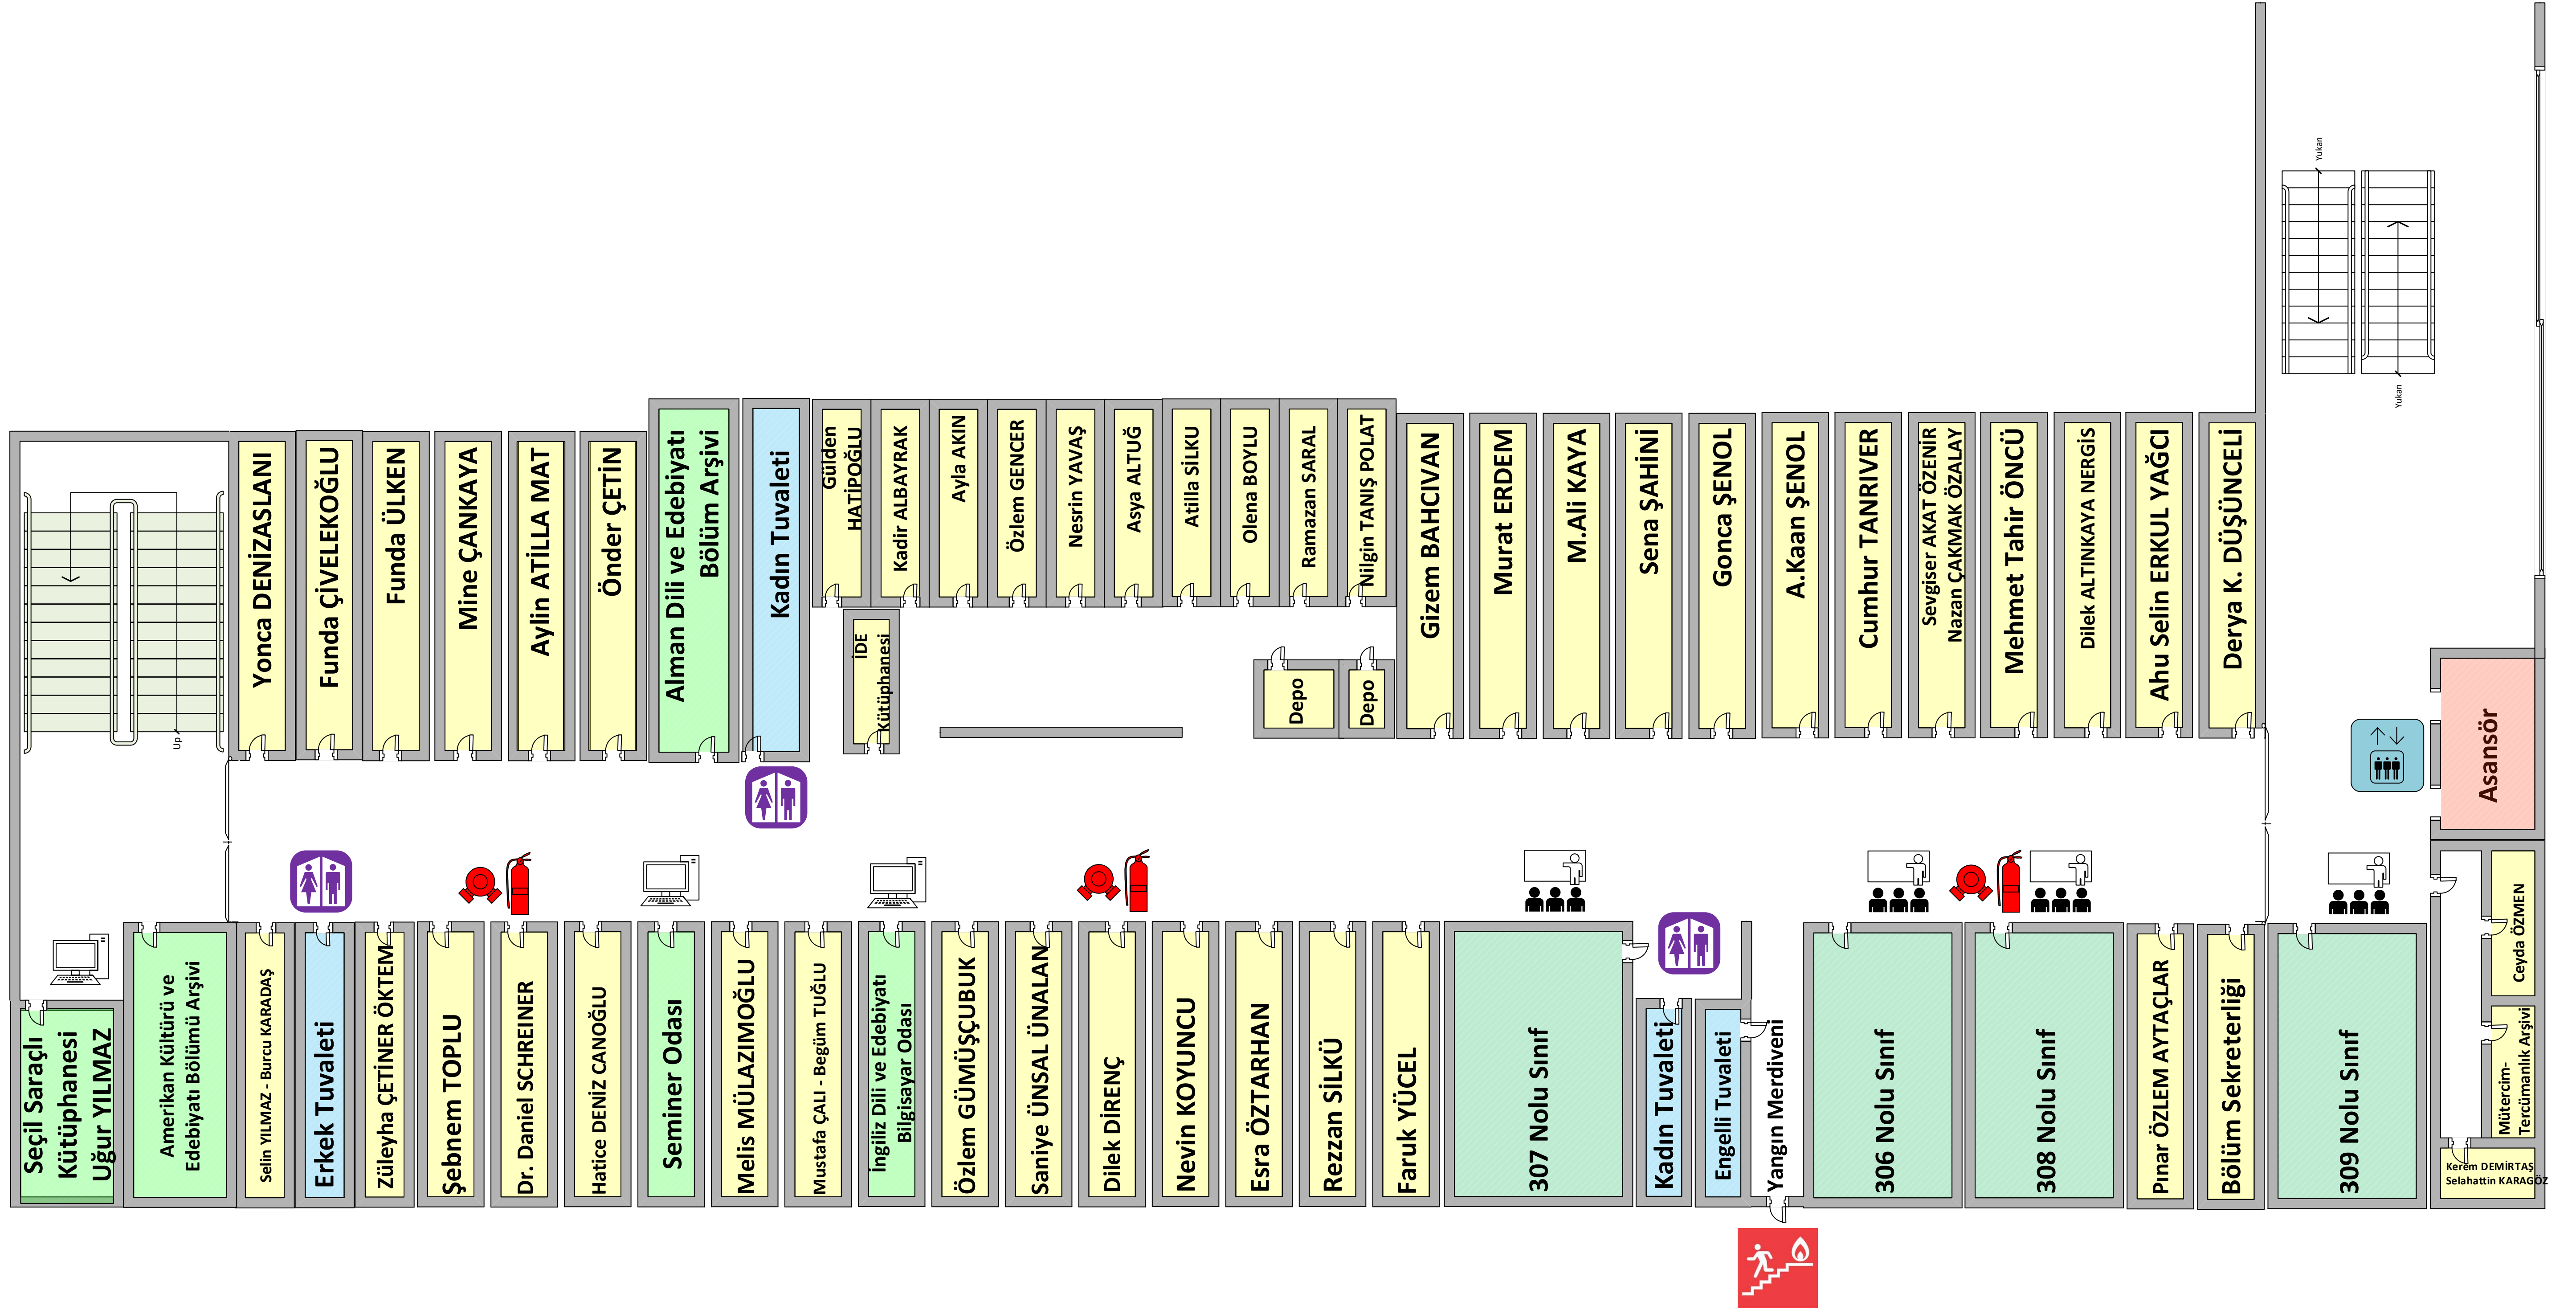 Yukarı
Yukarı
Up
Yonca DENİZASLANI
Funda ÇİVELEKOĞLU
Funda ÜLKEN
Mine ÇANKAYA
Aylin ATİLLA MAT
Önder ÇETİN
Alman Dili ve Edebiyatı
Bölüm Arşivi
Kadın Tuvaleti
Gülden
HATİPOĞLU
Kadir ALBAYRAK
Ayla AKIN
Özlem GENCER
Nesrin YAVAŞ
Asya ALTUĞ
Atilla SİLKU
Olena BOYLU
Ramazan SARAL
Nilgin TANIŞ POLAT
İDE
Kütüphanesi
Depo
Depo
Gizem BAHCIVAN
Murat ERDEM
M.Ali KAYA
Sena ŞAHİNİ
Gonca ŞENOL
A.Kaan ŞENOL
Cumhur TANRIVER
Sevgiser AKAT ÖZENİR
Nazan ÇAKMAK ÖZALAY
Mehmet Tahir ÖNCÜ
Dilek ALTINKAYA NERGİS
Ahu Selin ERKUL YAĞCI
Derya K. DÜŞÜNCELİ
Asansör
Seçil Saraçlı
Kütüphanesi
Uğur YILMAZ
Amerikan Kültürü ve
Edebiyatı Bölümü Arşivi
Selin YILMAZ - Burcu KARADAŞ
Erkek Tuvaleti
Züleyha ÇETİNER ÖKTEM
Şebnem TOPLU
Dr. Daniel SCHREINER
Hatice DENİZ CANOĞLU
Seminer Odası
Melis MÜLAZIMOĞLU
Mustafa ÇALI - Begüm TUĞLU
İngiliz Dili ve Edebiyatı
Bilgisayar Odası
Özlem GÜMÜŞÇUBUK
Saniye ÜNSAL ÜNALAN
Dilek DİRENÇ
Nevin KOYUNCU
Esra ÖZTARHAN
Rezzan SİLKÜ
Faruk YÜCEL
307 Nolu Sınıf
Kadın Tuvaleti
Engelli Tuvaleti
Yangın Merdiveni
306 Nolu Sınıf
308 Nolu Sınıf
Pınar ÖZLEM AYTAÇLAR
Bölüm Sekreterliği
309 Nolu Sınıf
Ceyda ÖZMEN
Mütercim-
Tercümanlık Arşivi
Kerem DEMİRTAŞ
Selahattin KARAGÖZ